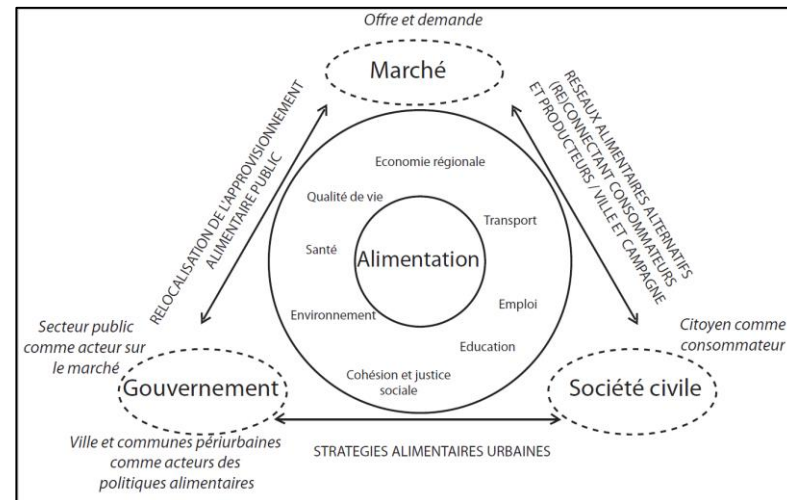 Offre et demande
Marché
RELOCALISATION DE L'APPROVISIONNEMENT
ALIMENTAIRE PUBLIC
RESEAUX ALIMENTAIRES ALTERNATIFS
(RE)CONNECTANT CONSOMMATEURS
ET PRODUCTEURS / VILLE ET CAMPAGNE
Economie régionale
Qualité de vie
Transport
Santé
Alimentation
Environnement
Emploi
Education
Cohésion et justice
sociale
Secteur public
comme acteur sur
le marché
Gouvernement
Ville et communes périurbaines
comme acteurs des
politiques alimentaires
Citoyen comme
consommateur
Société civile
STRATEGIES ALIMENTAIRES URBAINES